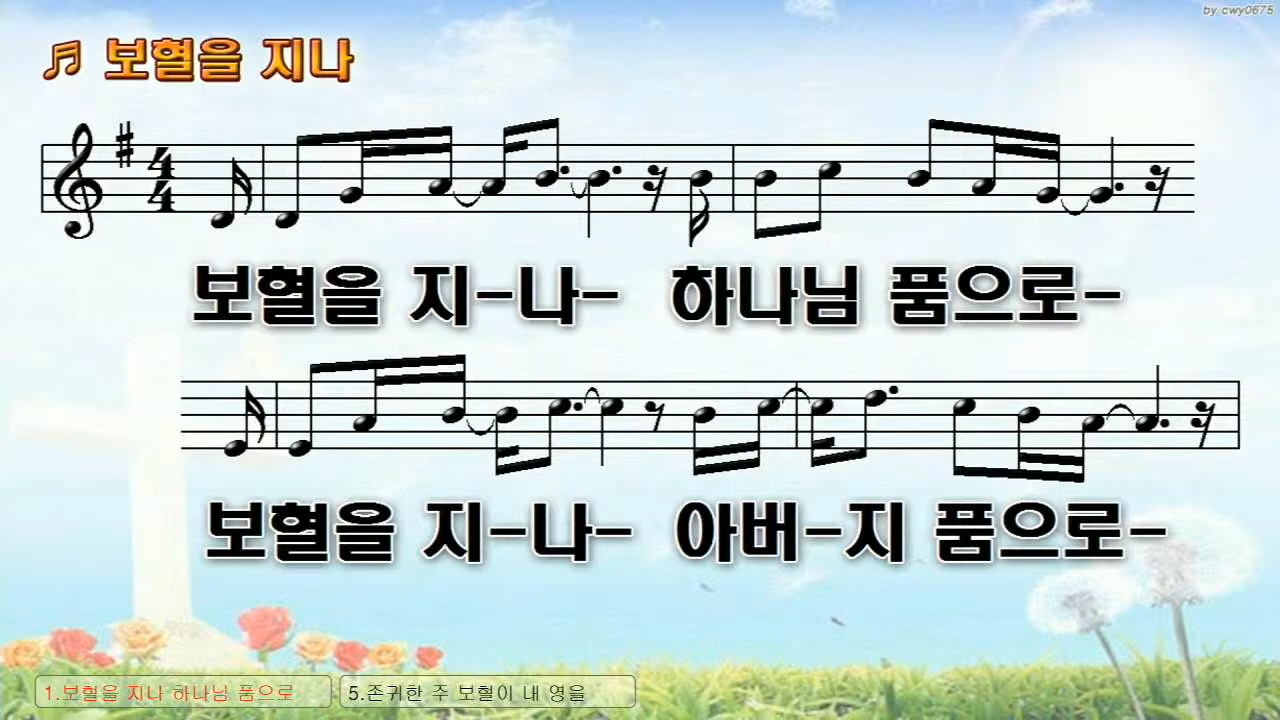 by cwy0675
♬ 보혈을 지나
보혈을 지-나- 하나님 품으로-
보혈을 지-나- 아버-지 품으로-
1.보혈을 지나 하나님 품으로
5.존귀한 주 보혈이 내 영을